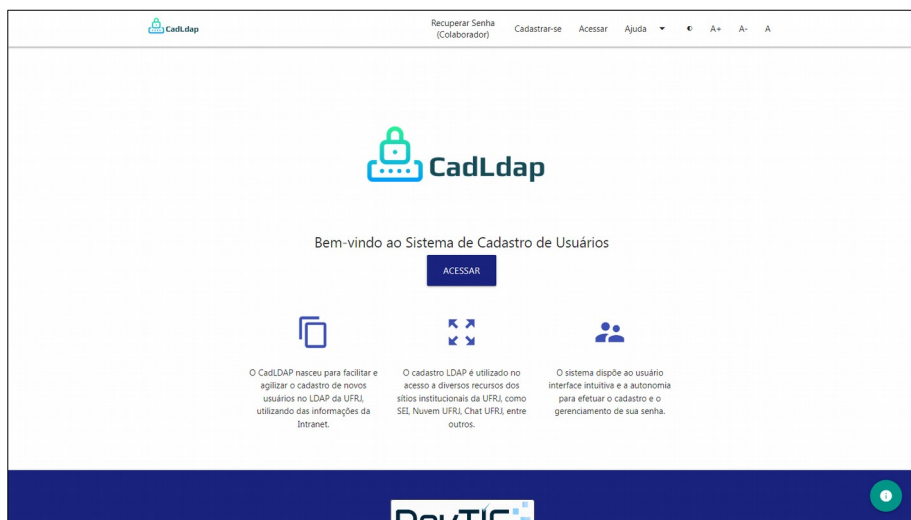 CadLdap
Recuperar Senha
(Colaborador)
Cadastrar-se
Acessar
Ajuda
A+
A-
A
CadLdap
Bem-vindo ao Sistema de Cadastro de Usuários
ACESSAR
O CadLDAP nasceu para facilitar e
agilizar o cadastro de novos
usuários no LDAP da UFRJ,
utilizando das informações da
Intranet.
O cadastro LDAP é utilizado no
acesso a diversos recursos dos
sítios institucionais da UFRJ, como
SEI, Nuvem UFRJ, Chat UFRJ, entre
outros.
O sistema dispõe ao usuário
interface intuitiva e a autonomia
para efetuar o cadastro e o
gerenciamento de sua senha.
DevTIC